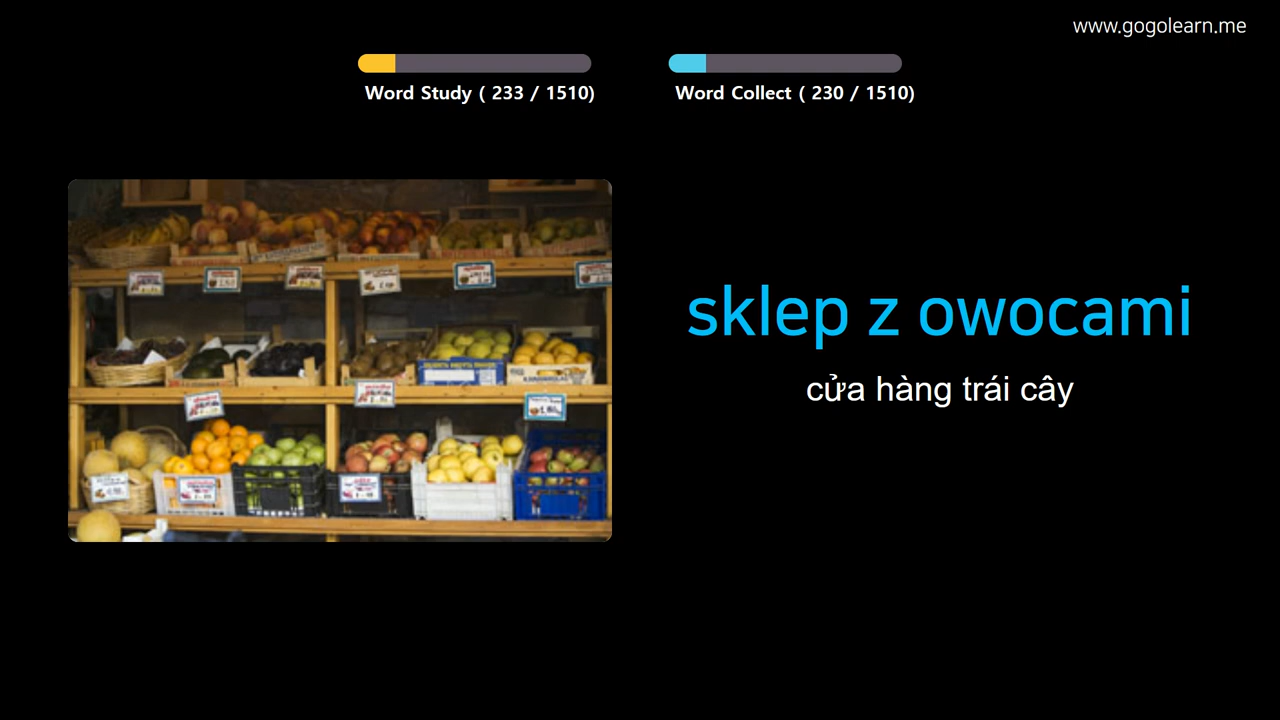 www.gogolearn.me
Word Study ( 233 / 1510)
Word Collect ( 230 / 1510)
sklep z owocami
cửa hàng trái cây